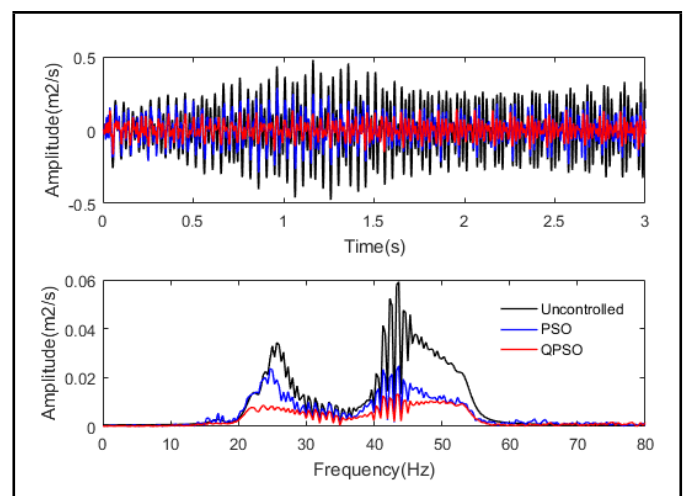 0.5
0
-0.5
Amplitude(m2/s)
0 0.5 1 1.5 2 2.5 3
Time(s)
0.06
0.04
0.02
0
Amplitude(m2/s)
Uncontrolled
PSO
QPSO
0 10 20 30 40 50 60 70 80
Frequency(Hz)